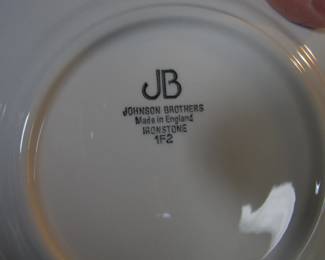 JB
JOHNSON BROTHERS
Made in England
IRONSTONE
1F2